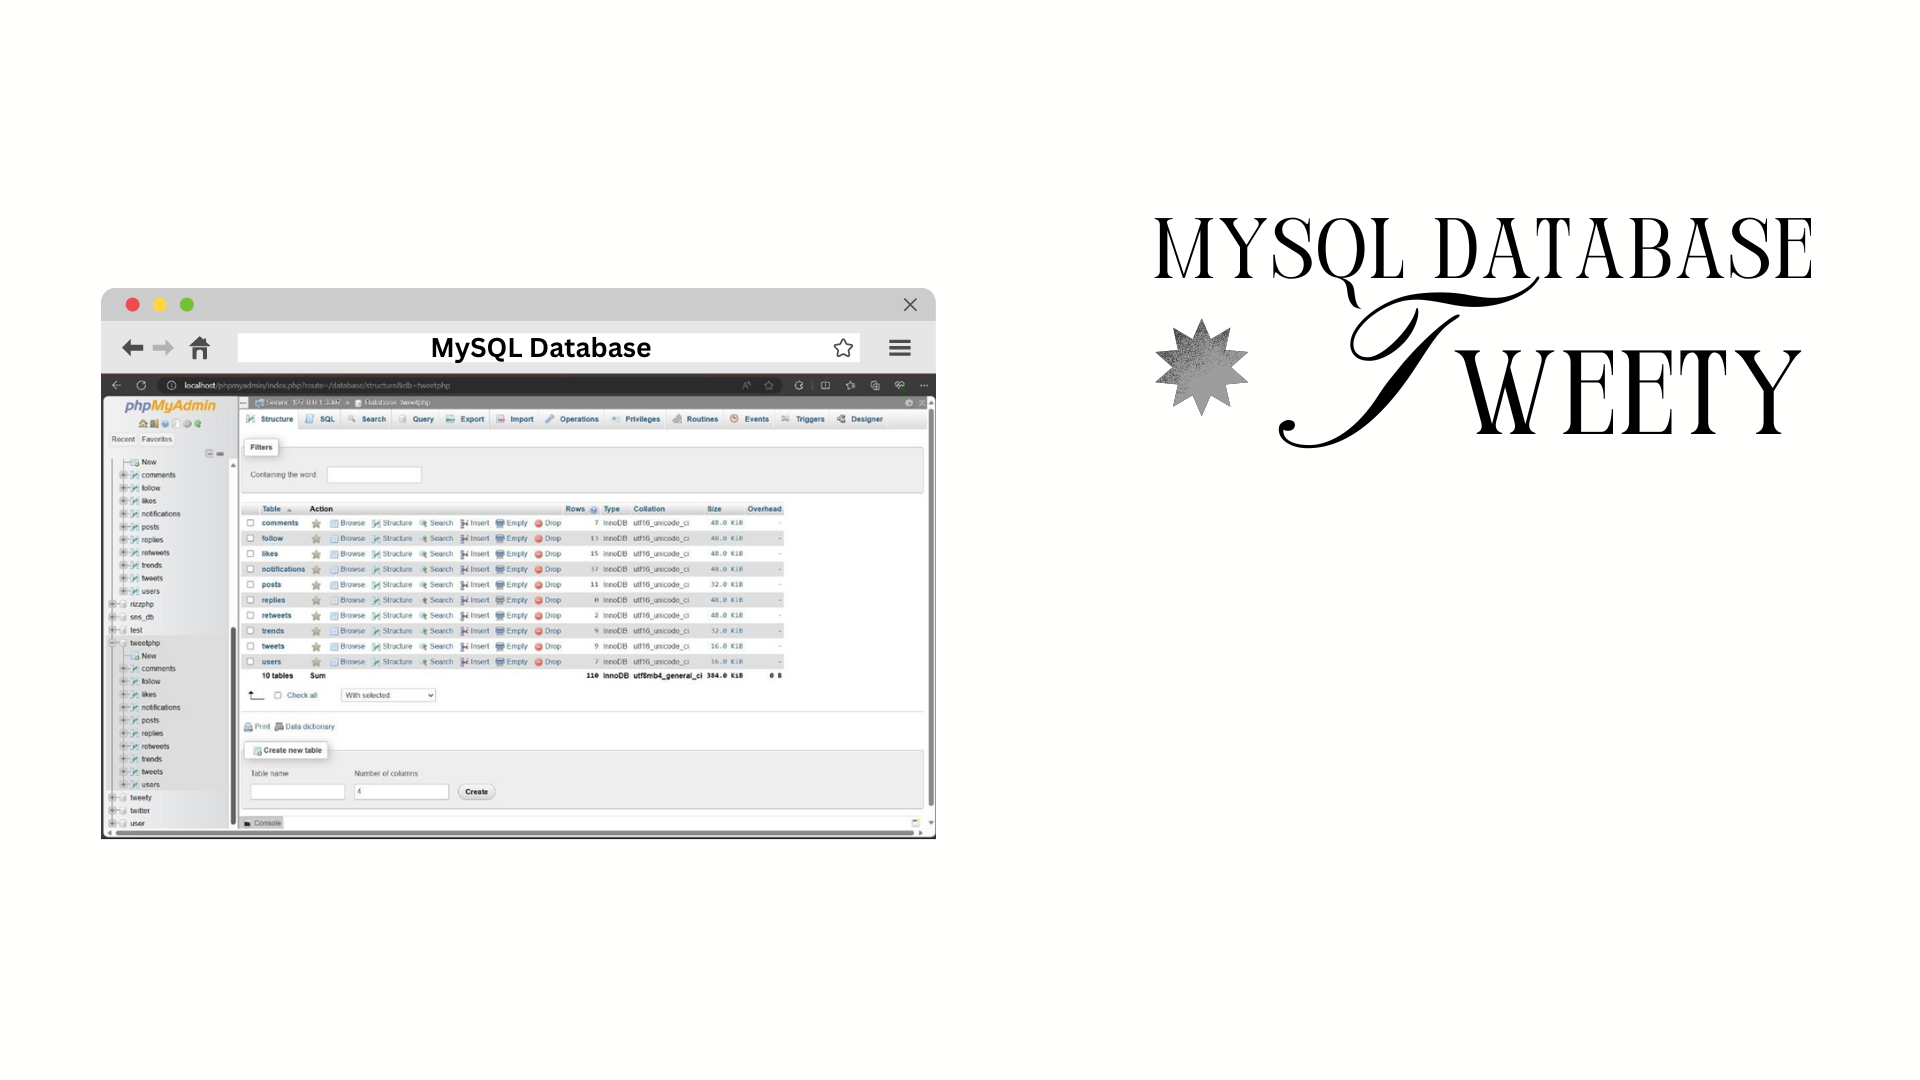 MYSQL DATABASE
TWEETY
MySQL Database
localhost/phpmyadmin/index.php?route=/database/structure&db=tweetphp
phpMyAdmin
Recent Favorites
New
comments
follow
likes
notifications
posts
replies
retweets
trends
tweets
users
rizzphp
sns_db
test
tweetphp
New
comments
follow
likes
notifications
posts
replies
retweets
trends
tweets
users
tweety
twitter
user
Server: 127.0.0.1:3307 » Database: tweetphp
Structure SQL Search Query Export Import Operations Privileges Routines Events Triggers Designer
Filters
Containing the word:
Table Action Rows Type Collation Size Overhead
comments Browse Structure Search Insert Empty Drop 7 InnoDB utf16_unicode_ci 48.0 KiB -
follow Browse Structure Search Insert Empty Drop 11 InnoDB utf16_unicode_ci 48.0 KiB -
likes Browse Structure Search Insert Empty Drop 15 InnoDB utf16_unicode_ci 48.0 KiB -
notifications Browse Structure Search Insert Empty Drop 37 InnoDB utf16_unicode_ci 48.0 KiB -
posts Browse Structure Search Insert Empty Drop 11 InnoDB utf16_unicode_ci 32.0 KiB -
replies Browse Structure Search Insert Empty Drop 0 InnoDB utf16_unicode_ci 48.0 KiB -
retweets Browse Structure Search Insert Empty Drop 2 InnoDB utf16_unicode_ci 48.0 KiB -
trends Browse Structure Search Insert Empty Drop 9 InnoDB utf16_unicode_ci 32.0 KiB -
tweets Browse Structure Search Insert Empty Drop 9 InnoDB utf16_unicode_ci 16.0 KiB -
users Browse Structure Search Insert Empty Drop 7 InnoDB utf16_unicode_ci 16.0 KiB -
10 tables Sum 110 InnoDB utf8mb4_general_ci 384.0 KiB 0 B
Check all With selected:
Print Data dictionary
Create new table
Table name Number of columns
4 Create
Console